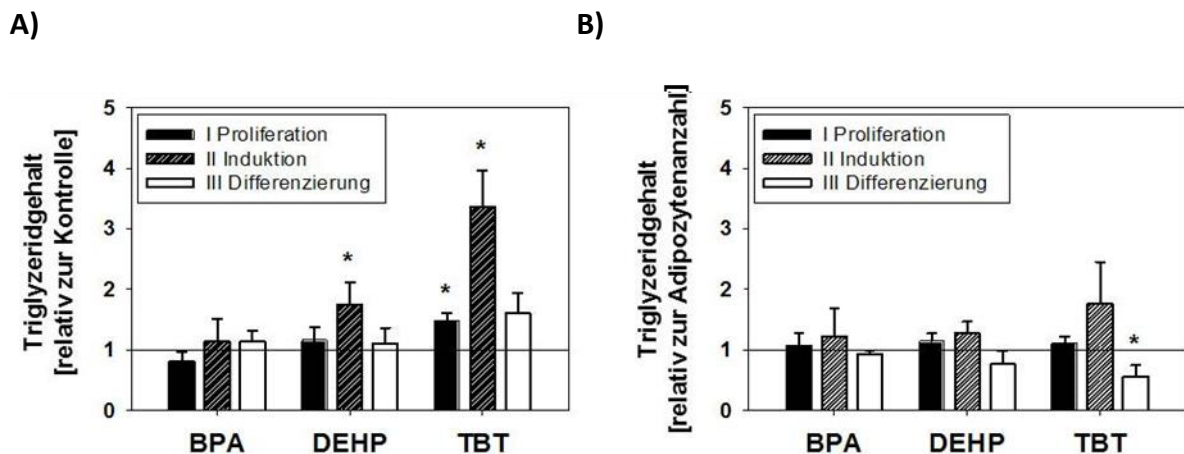 A)
Triglyzeridgehalt
[relativ zur Kontrolle]
5
4
3
2
1
0
I Proliferation
II Induktion
III Differenzierung
*
*
*
BPA
DEHP
TBT
B)
Triglyzeridgehalt
[relativ zur Adipozytenanzahl]
5
4
3
2
1
0
I Proliferation
II Induktion
III Differenzierung
*
BPA
DEHP
TBT